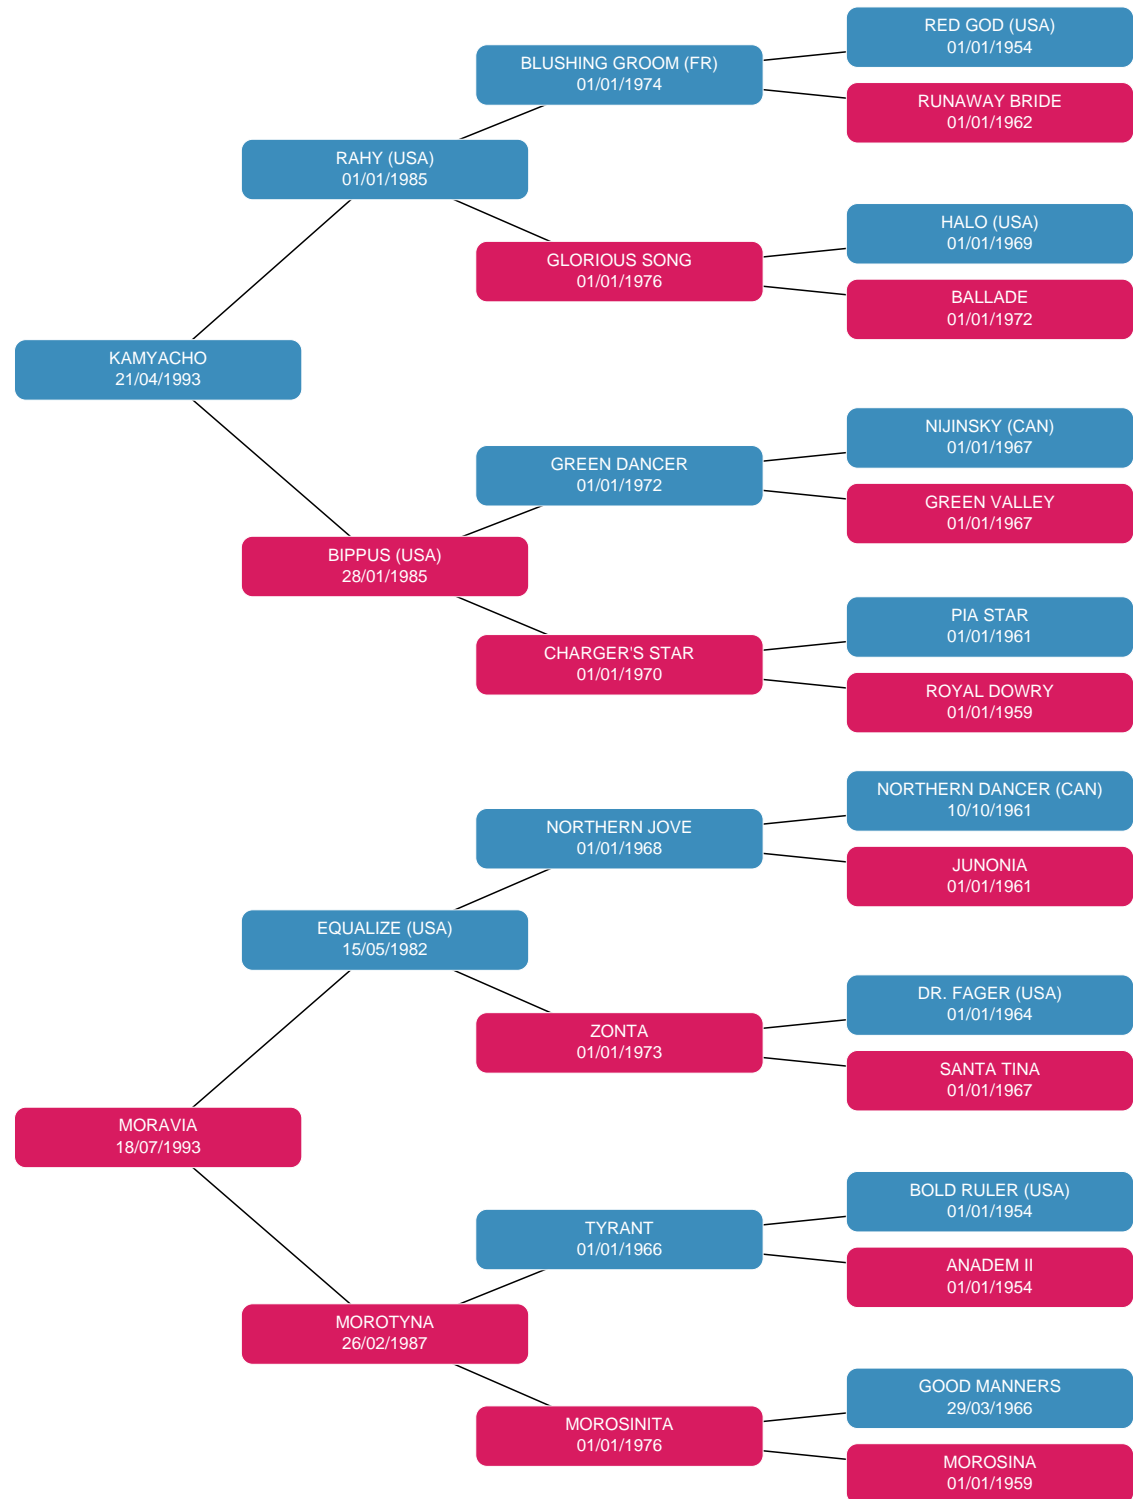 RED GOD (USA)
01/01/1954
BLUSHING GROOM (FR)
01/01/1974
RUNAWAY BRIDE
01/01/1962
RAHY (USA)
01/01/1985
HALO (USA)
01/01/1969
GLORIOUS SONG
01/01/1976
BALLADE
01/01/1972
KAMYACHO
21/04/1993
NIJINSKY (CAN)
01/01/1967
GREEN DANCER
01/01/1972
GREEN VALLEY
01/01/1967
BIPPUS (USA)
28/01/1985
PIA STAR
01/01/1961
CHARGER'S STAR
01/01/1970
ROYAL DOWRY
01/01/1959
NORTHERN DANCER (CAN)
10/10/1961
NORTHERN JOVE
01/01/1968
JUNONIA
01/01/1961
EQUALIZE (USA)
15/05/1982
DR. FAGER (USA)
01/01/1964
ZONTA
01/01/1973
SANTA TINA
01/01/1967
MORAVIA
18/07/1993
BOLD RULER (USA)
01/01/1954
TYRANT
01/01/1966
ANADEM II
01/01/1954
MOROTYNA
26/02/1987
GOOD MANNERS
29/03/1966
MOROSINITA
01/01/1976
MOROSINA
01/01/1959